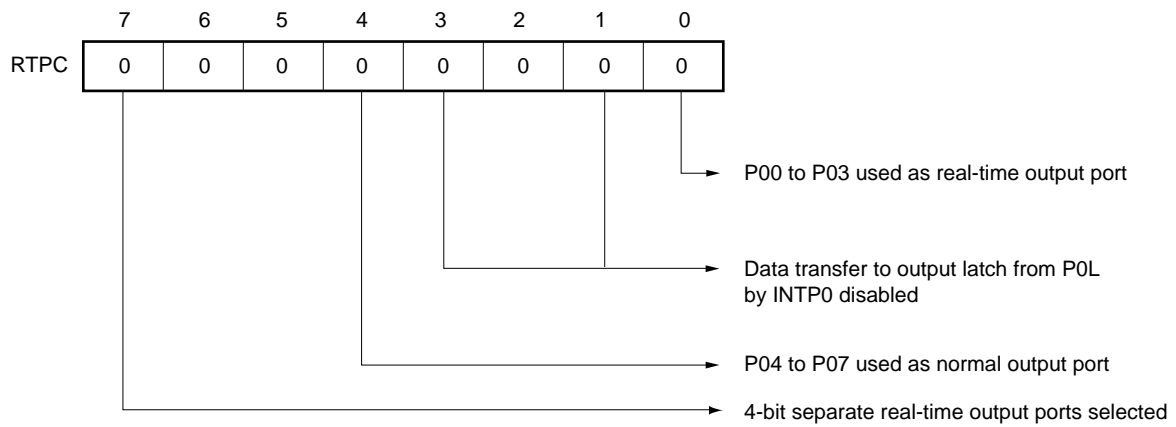 7 6 5 4 3 2 1 0
RTPC 0 0 0 0 0 0 0 0
P00 to P03 used as real-time output port
Data transfer to output latch from P0L
by INTP0 disabled
P04 to P07 used as normal output port
4-bit separate real-time output ports selected